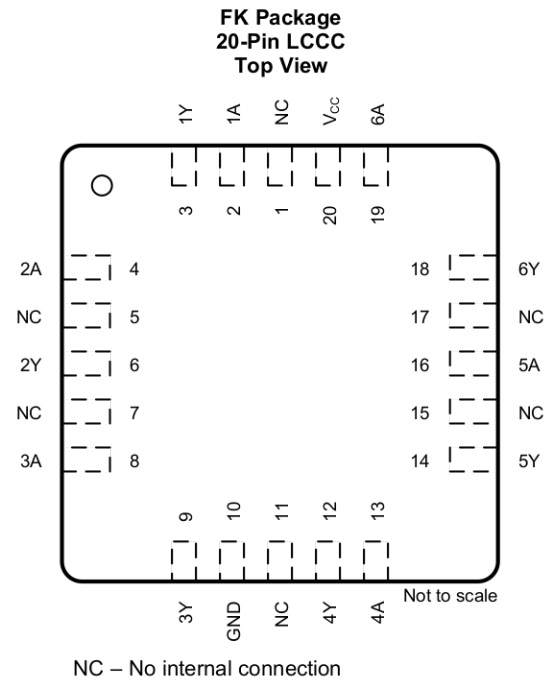 FK Package
20-Pin LCCC
Top View
1Y 1A NC VCC 6A
3 2 1 20 19
2A 4 18 6Y
NC 5 17 NC
2Y 6 16 5A
NC 7 15 NC
3A 8 14 5Y
9 10 11 12 13
3Y GND NC 4Y 4A
Not to scale
NC – No internal connection